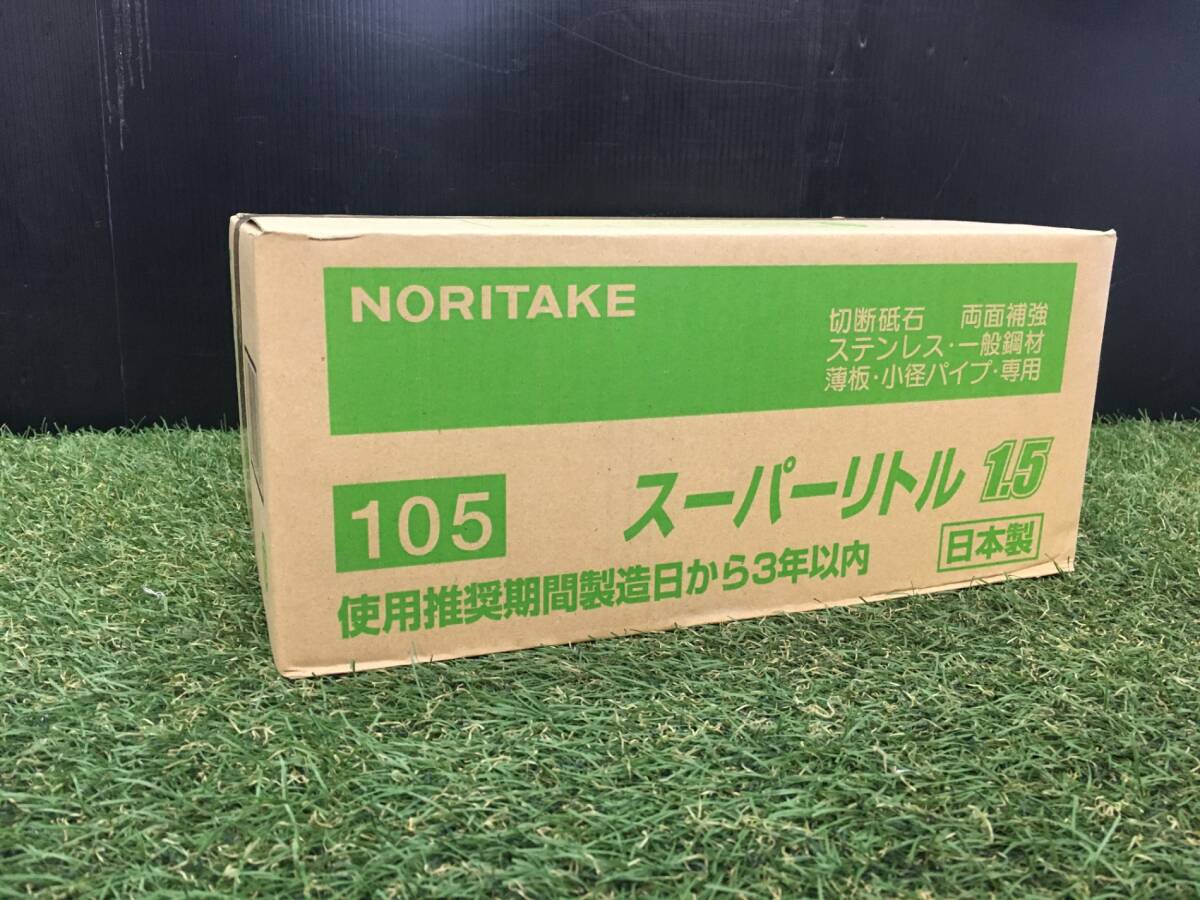 NORITAKE
切断砥石 両面補強
ステンレス・一般鋼材
薄板・小径パイプ・専用
105
スーパーリトル 1.5
使用推奨期間製造日から3年以内
日本製